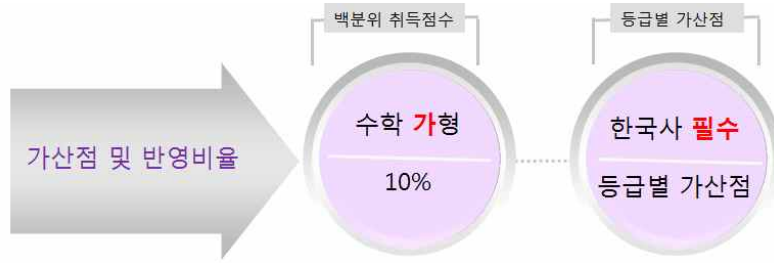 백분위 취득점수
등급별 가산점
가산점 및 반영비율
수학 가형
10%
한국사 필수
등급별 가산점